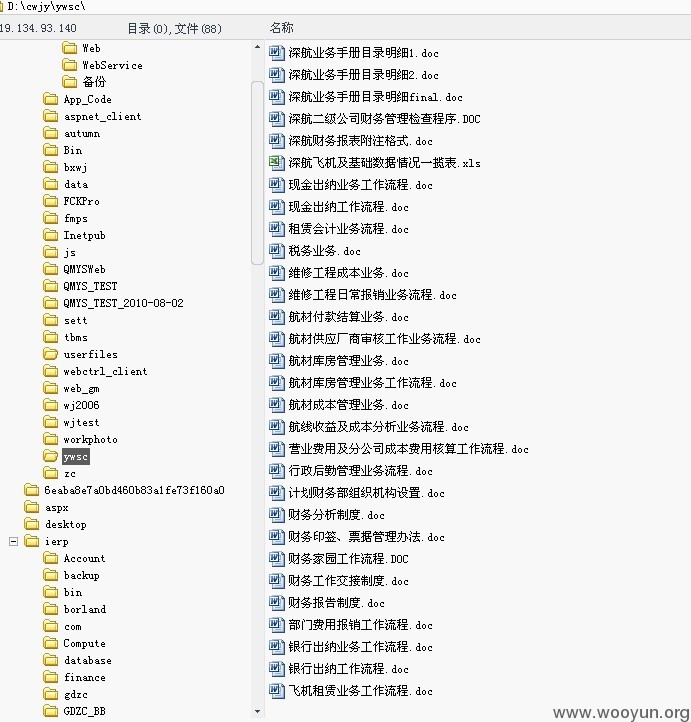 D:\cwjy\ywsc\
19.134.93.140
目录(0),文件(88)
名称
Web
WebService
备份
App_Code
aspnet_client
autumn
Bin
bxwj
data
FCKPro
fmps
Inetpub
js
QMYSWeb
QMYS_TEST
QMYS_TEST_2010-08-02
sett
tbms
userfiles
webctrl_client
web_gm
wj2006
wjtest
workphoto
ywsc
zc
6eaba8e7a0bd460b83a1fe73f160a0
aspx
desktop
ierp
Account
backup
bin
borland
com
Compute
database
finance
gdzc
GDZC_BB
深航业务手册目录明细1.doc
深航业务手册目录明细2.doc
深航业务手册目录明细final.doc
深航二级公司财务管理检查程序.DOC
深航财务报表附注格式.doc
深航飞机及基础数据情况一揽表.xls
现金出纳业务工作流程.doc
现金出纳工作流程.doc
租赁会计业务流程.doc
税务业务.doc
维修工程成本业务.doc
维修工程日常报销业务流程.doc
航材付款结算业务.doc
航材供应厂商审核工作业务流程.doc
航材库房管理业务.doc
航材库房管理业务工作流程.doc
航材成本管理业务.doc
航线收益及成本分析业务流程.doc
营业费用及分公司成本费用核算工作流程.doc
行政后勤管理业务流程.doc
计划财务部组织机构设置.doc
财务分析制度.doc
财务印签、票据管理办法.doc
财务家园工作流程.DOC
财务工作交接制度.doc
财务报告制度.doc
部门费用报销工作流程.doc
银行出纳业务工作流程.doc
银行出纳工作流程.doc
飞机租赁业务工作流程.doc
www.wooyun.org